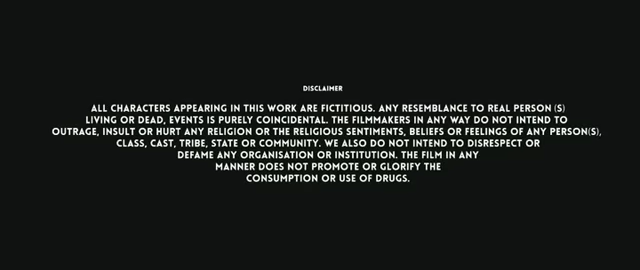 DISCLAIMER
ALL CHARACTERS APPEARING IN THIS WORK ARE FICTITIOUS. ANY RESEMBLANCE TO REAL PERSON (S)
LIVING OR DEAD, EVENTS IS PURELY COINCIDENTAL. THE FILMMAKERS IN ANY WAY DO NOT INTEND TO
OUTRAGE, INSULT OR HURT ANY RELIGION OR THE RELIGIOUS SENTIMENTS, BELIEFS OR FEELINGS OF ANY PERSON(S),
CLASS, CAST, TRIBE, STATE OR COMMUNITY. WE ALSO DO NOT INTEND TO DISRESPECT OR
DEFAME ANY ORGANISATION OR INSTITUTION. THE FILM IN ANY
MANNER DOES NOT PROMOTE OR GLORIFY THE
CONSUMPTION OR USE OF DRUGS.